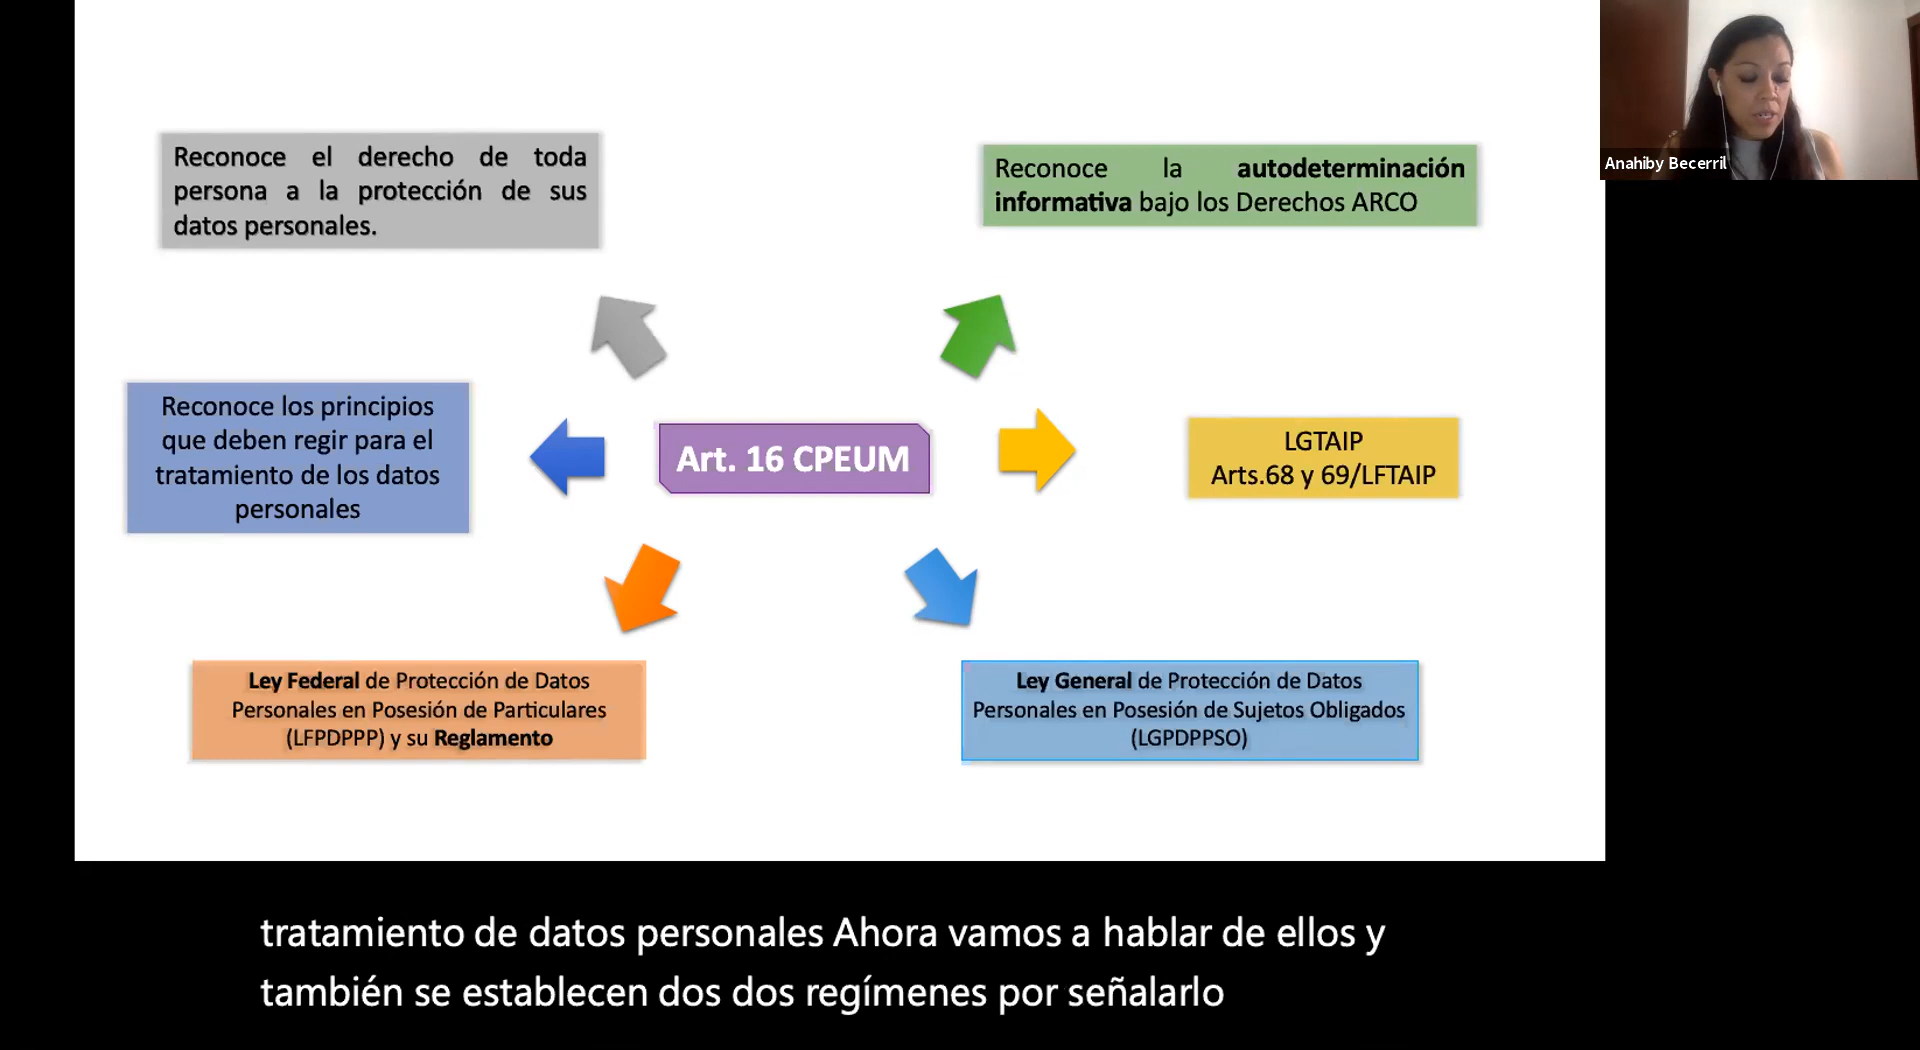 Reconoce el derecho de toda
persona a la protección de sus
datos personales.
Reconoce la autodeterminación
informativa bajo los Derechos ARCO
Anahiby Becerril
Reconoce los principios
que deben regir para el
tratamiento de los datos
personales
Art. 16 CPEUM
LGTAIP
Arts.68 y 69/LFTAIP
Ley Federal de Protección de Datos
Personales en Posesión de Particulares
(LFPDPPP) y su Reglamento
Ley General de Protección de Datos
Personales en Posesión de Sujetos Obligados
(LGPDPPSO)
tratamiento de datos personales Ahora vamos a hablar de ellos y
también se establecen dos dos regímenes por señalarlo